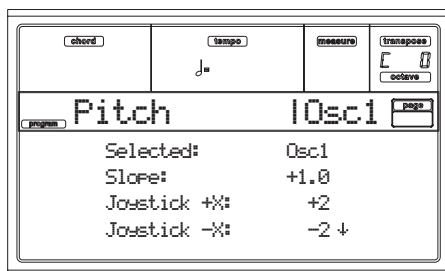 chord tempo measure transpose
♩= C 0
octave
program Pitch |Osc1 page
Selected: Osc1
Slope: +1.0
Joystick +X: +2
Joystick -X: -2 ↓